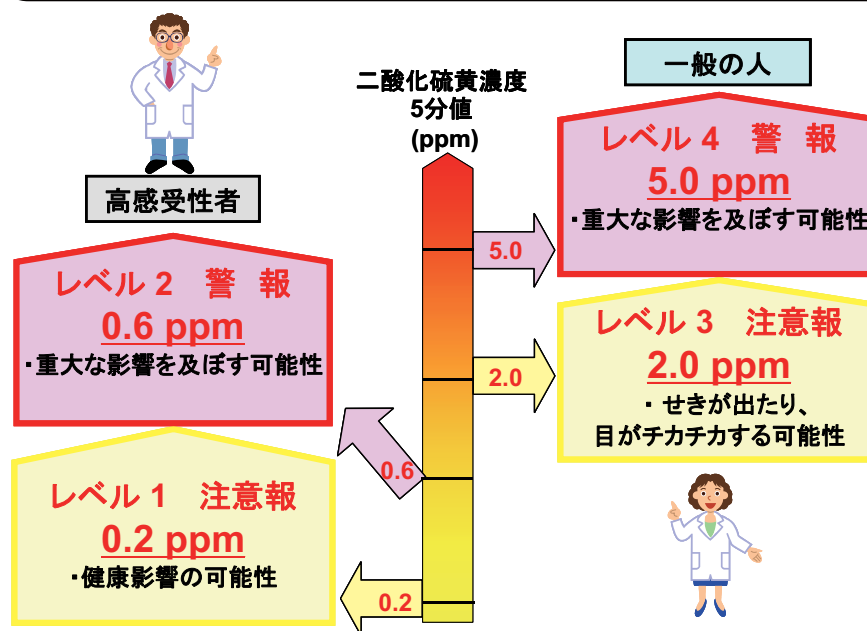 二酸化硫黄濃度
5分値
(ppm)
高感受性者
レベル 2　警　報
0.6 ppm
・重大な影響を及ぼす可能性
レベル 1　注意報
0.2 ppm
・健康影響の可能性
5.0
2.0
0.6
0.2
一般の人
レベル 4　警　報
5.0 ppm
・重大な影響を及ぼす可能性
レベル 3　注意報
2.0 ppm
・ せきが出たり、
目がチカチカする可能性